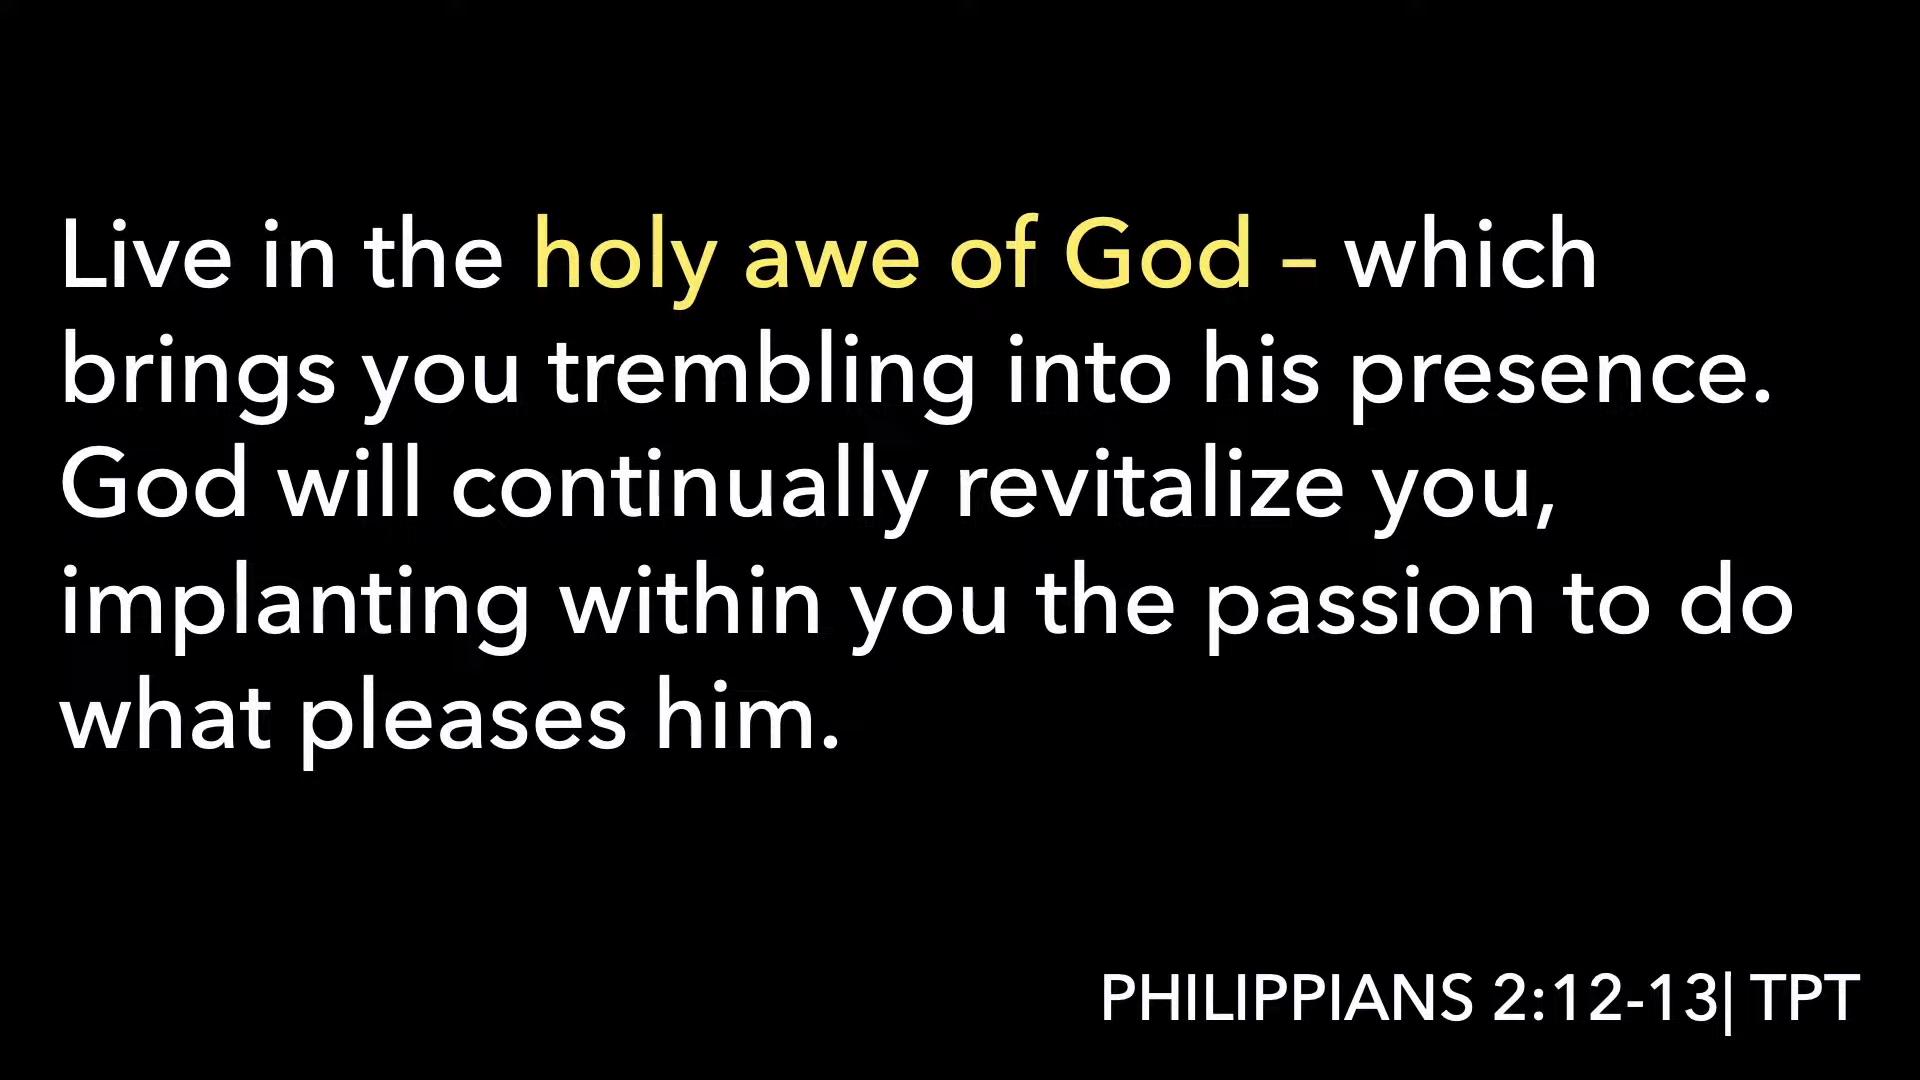 Live in the holy awe of God – which
brings you trembling into his presence.
God will continually revitalize you,
implanting within you the passion to do
what pleases him.
PHILIPPIANS 2:12-13| TPT